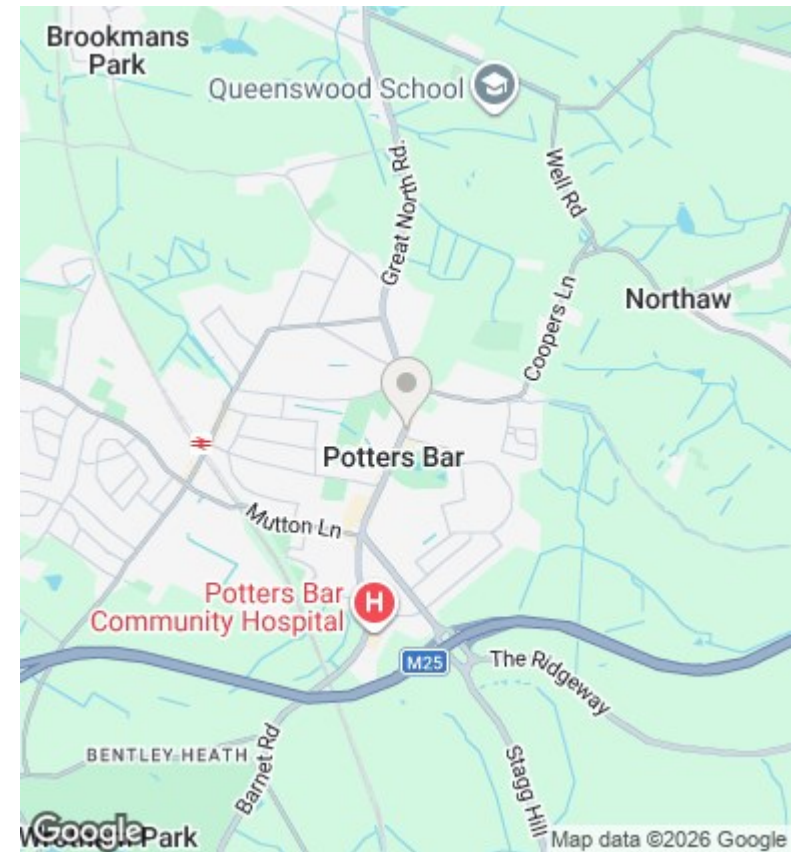 Brookmans
Park
Queenswood School
Great North Rd.
Well Rd
Northaw
Coopers Ln
Potters Bar
Mutton Ln
Potters Bar
Community Hospital
H
M25
The Ridgeway
BENTLEY HEATH
Barnet Rd
Stagg Hill
Park
Google
Map data ©2026 Google